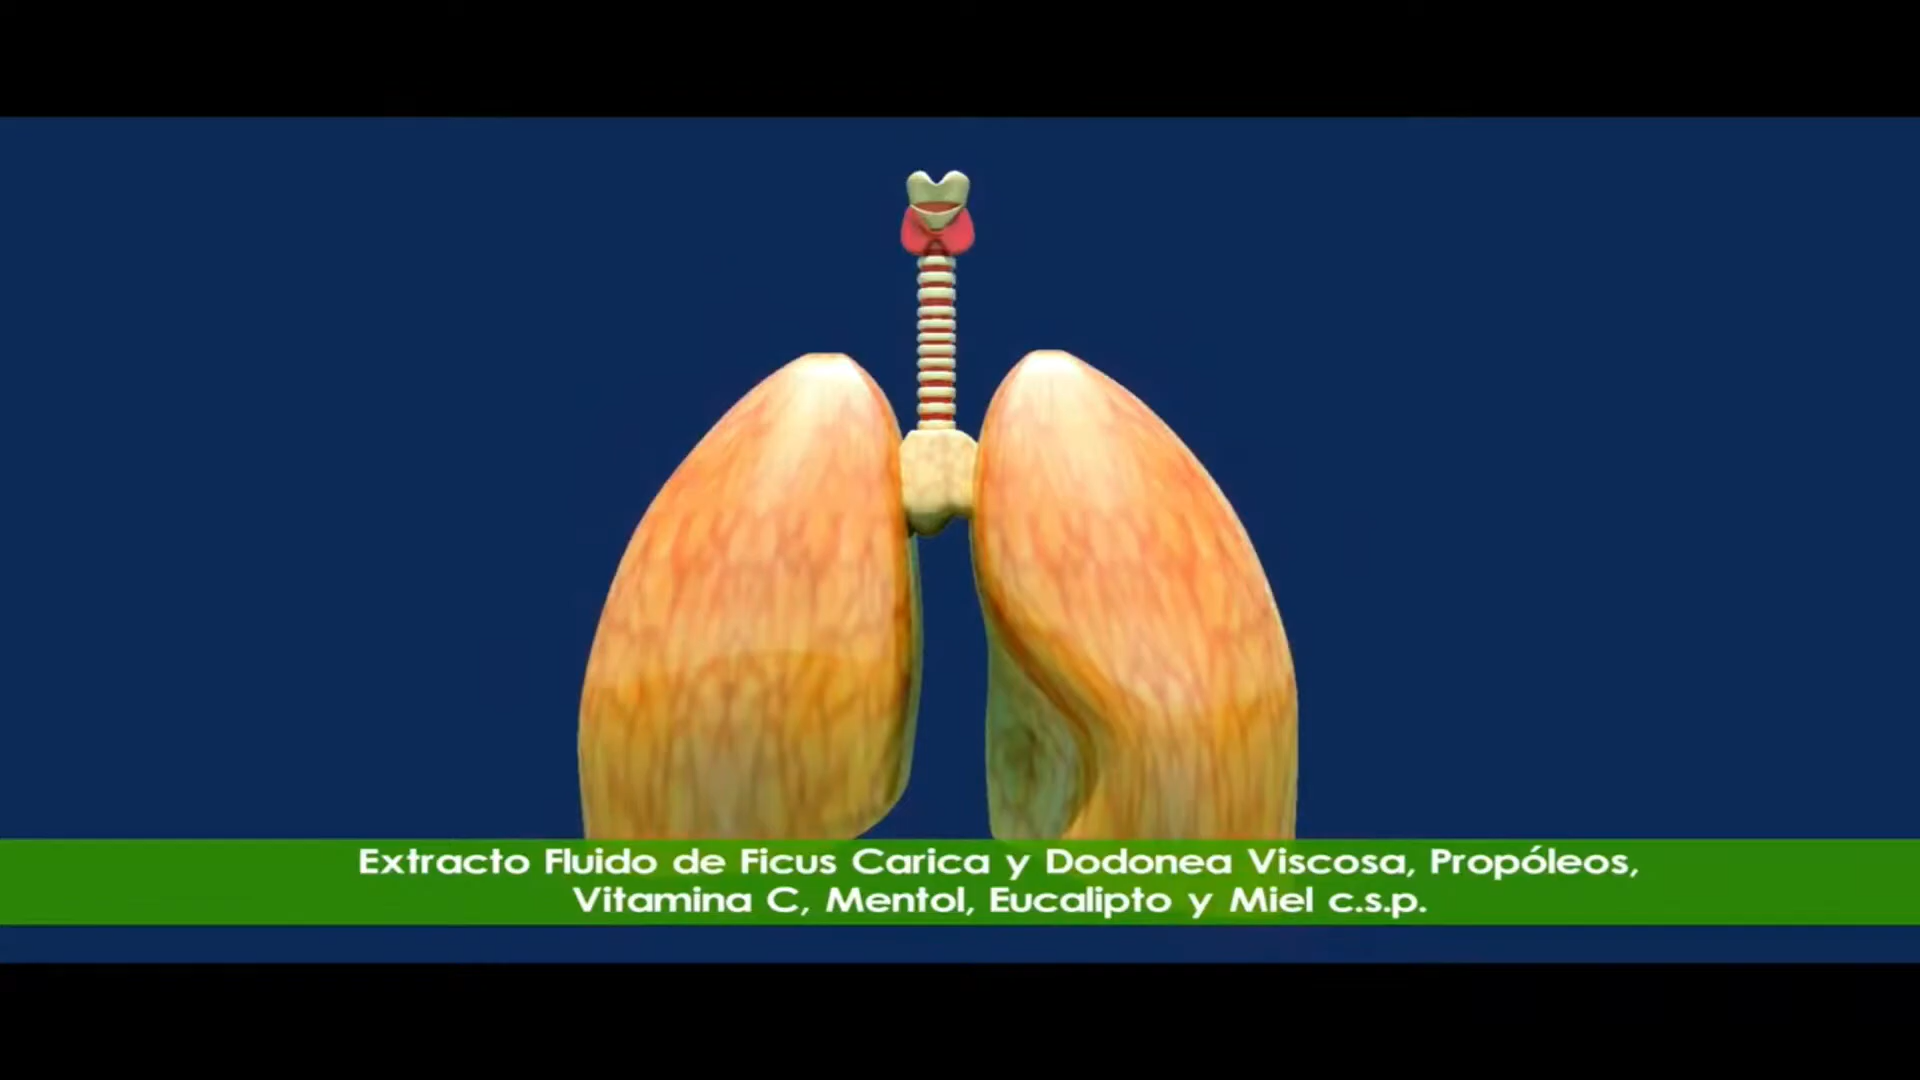 Extracto Fluido de Ficus Carica y Dodonea Viscosa, Propóleos,
Vitamina C, Mentol, Eucalipto y Miel c.s.p.